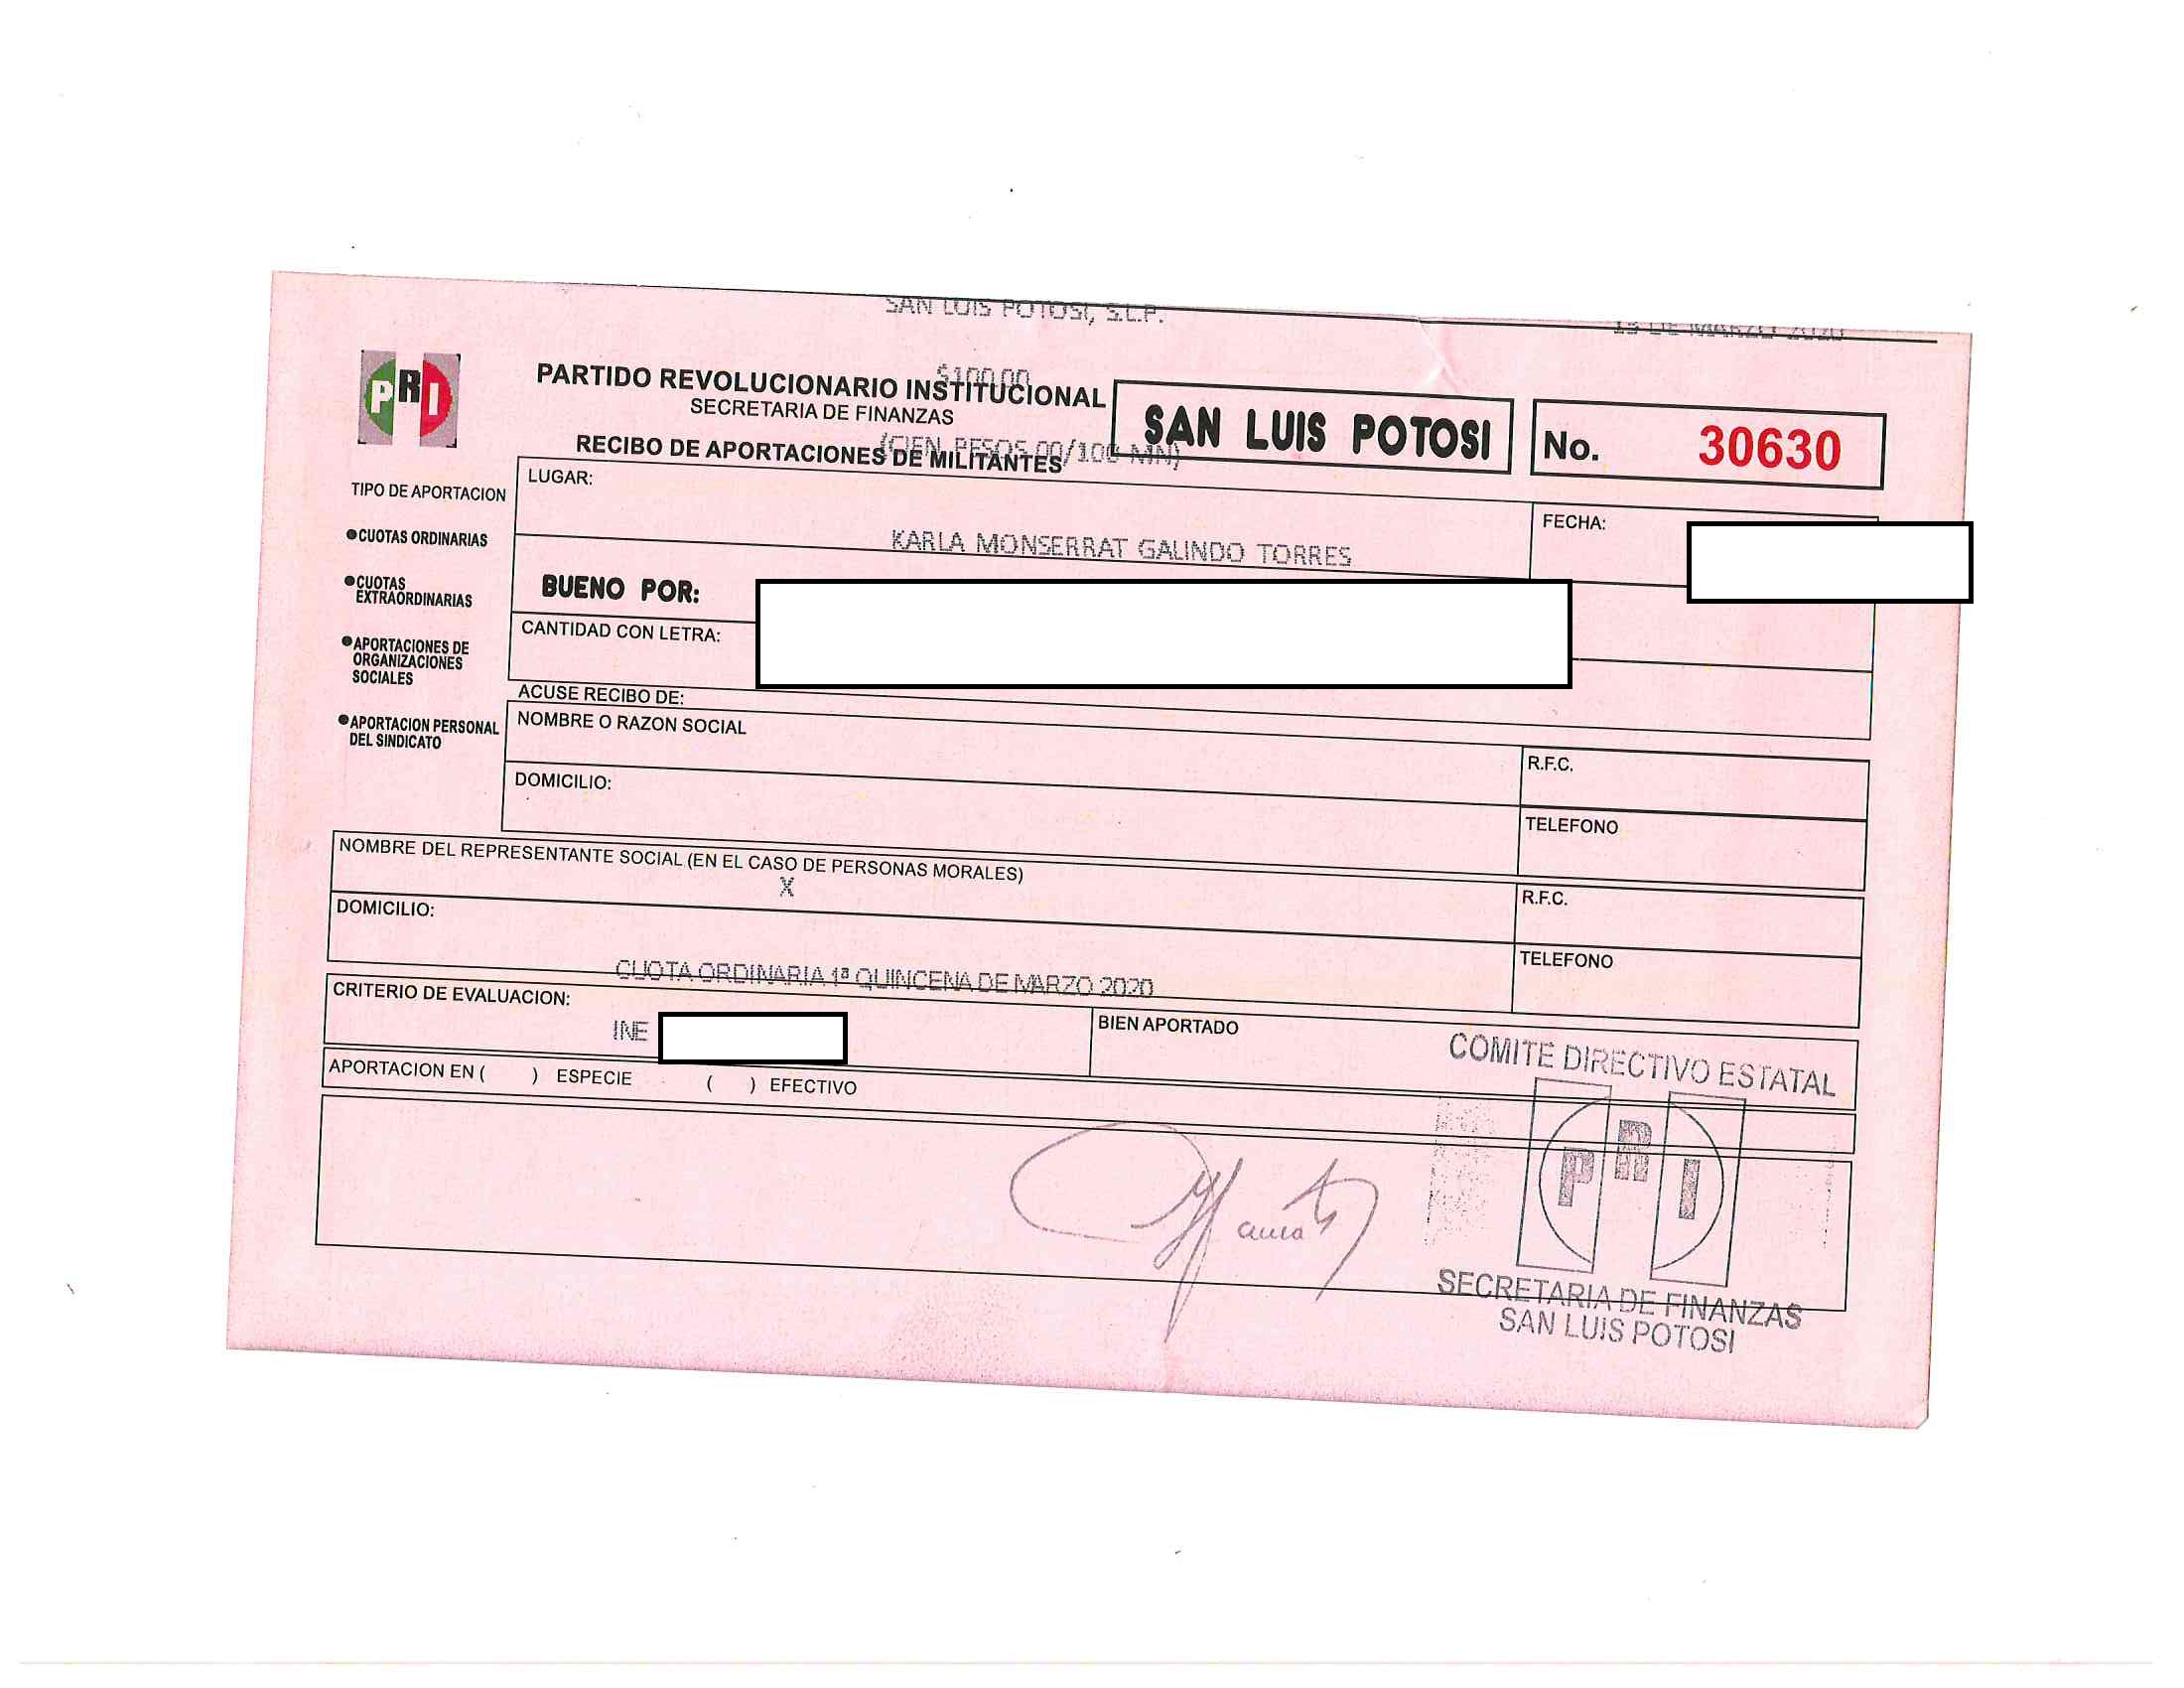 SAN LUIS POTOSI, S.L.P.
13 DE MARZO 2020
PRI
PARTIDO REVOLUCIONARIO INSTITUCIONAL
$100.00
SECRETARIA DE FINANZAS
RECIBO DE APORTACIONES DE MILITANTES
(CIEN PESOS 00/100 MN)
SAN LUIS POTOSI
No. 30630
TIPO DE APORTACION
●CUOTAS ORDINARIAS
●CUOTAS
EXTRAORDINARIAS
●APORTACIONES DE
ORGANIZACIONES
SOCIALES
●APORTACION PERSONAL
DEL SINDICATO
LUGAR:
FECHA:
KARLA MONSERRAT GALINDO TORRES
BUENO POR:
CANTIDAD CON LETRA:
ACUSE RECIBO DE:
NOMBRE O RAZON SOCIAL
R.F.C.
DOMICILIO:
TELEFONO
NOMBRE DEL REPRESENTANTE SOCIAL (EN EL CASO DE PERSONAS MORALES)
X
R.F.C.
DOMICILIO:
TELEFONO
CUOTA ORDINARIA 1ª QUINCENA DE MARZO 2020
CRITERIO DE EVALUACION:
INE
BIEN APORTADO
APORTACION EN ( ) ESPECIE ( ) EFECTIVO
COMITE DIRECTIVO ESTATAL
PRI
SECRETARIA DE FINANZAS
SAN LUIS POTOSI